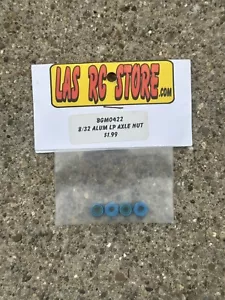 LAS RC STORE.com
BGM0422
8/32 ALUM LP AXLE NUT
$1.99